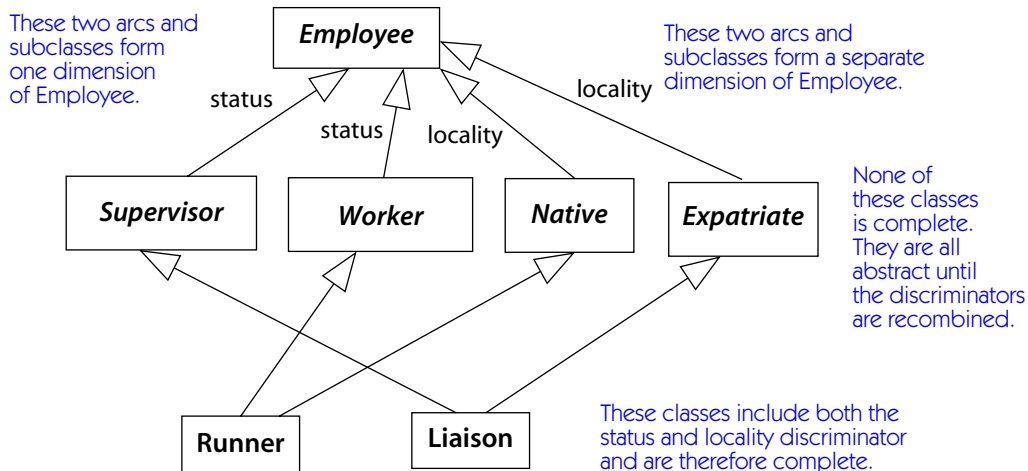 These two arcs and
subclasses form
one dimension
of Employee.
Employee
These two arcs and
subclasses form a separate
dimension of Employee.
status
status
locality
locality
Supervisor
Worker
Native
Expatriate
None of
these classes
is complete.
They are all
abstract until
the discriminators
are recombined.
Runner
Liaison
These classes include both the
status and locality discriminator
and are therefore complete.